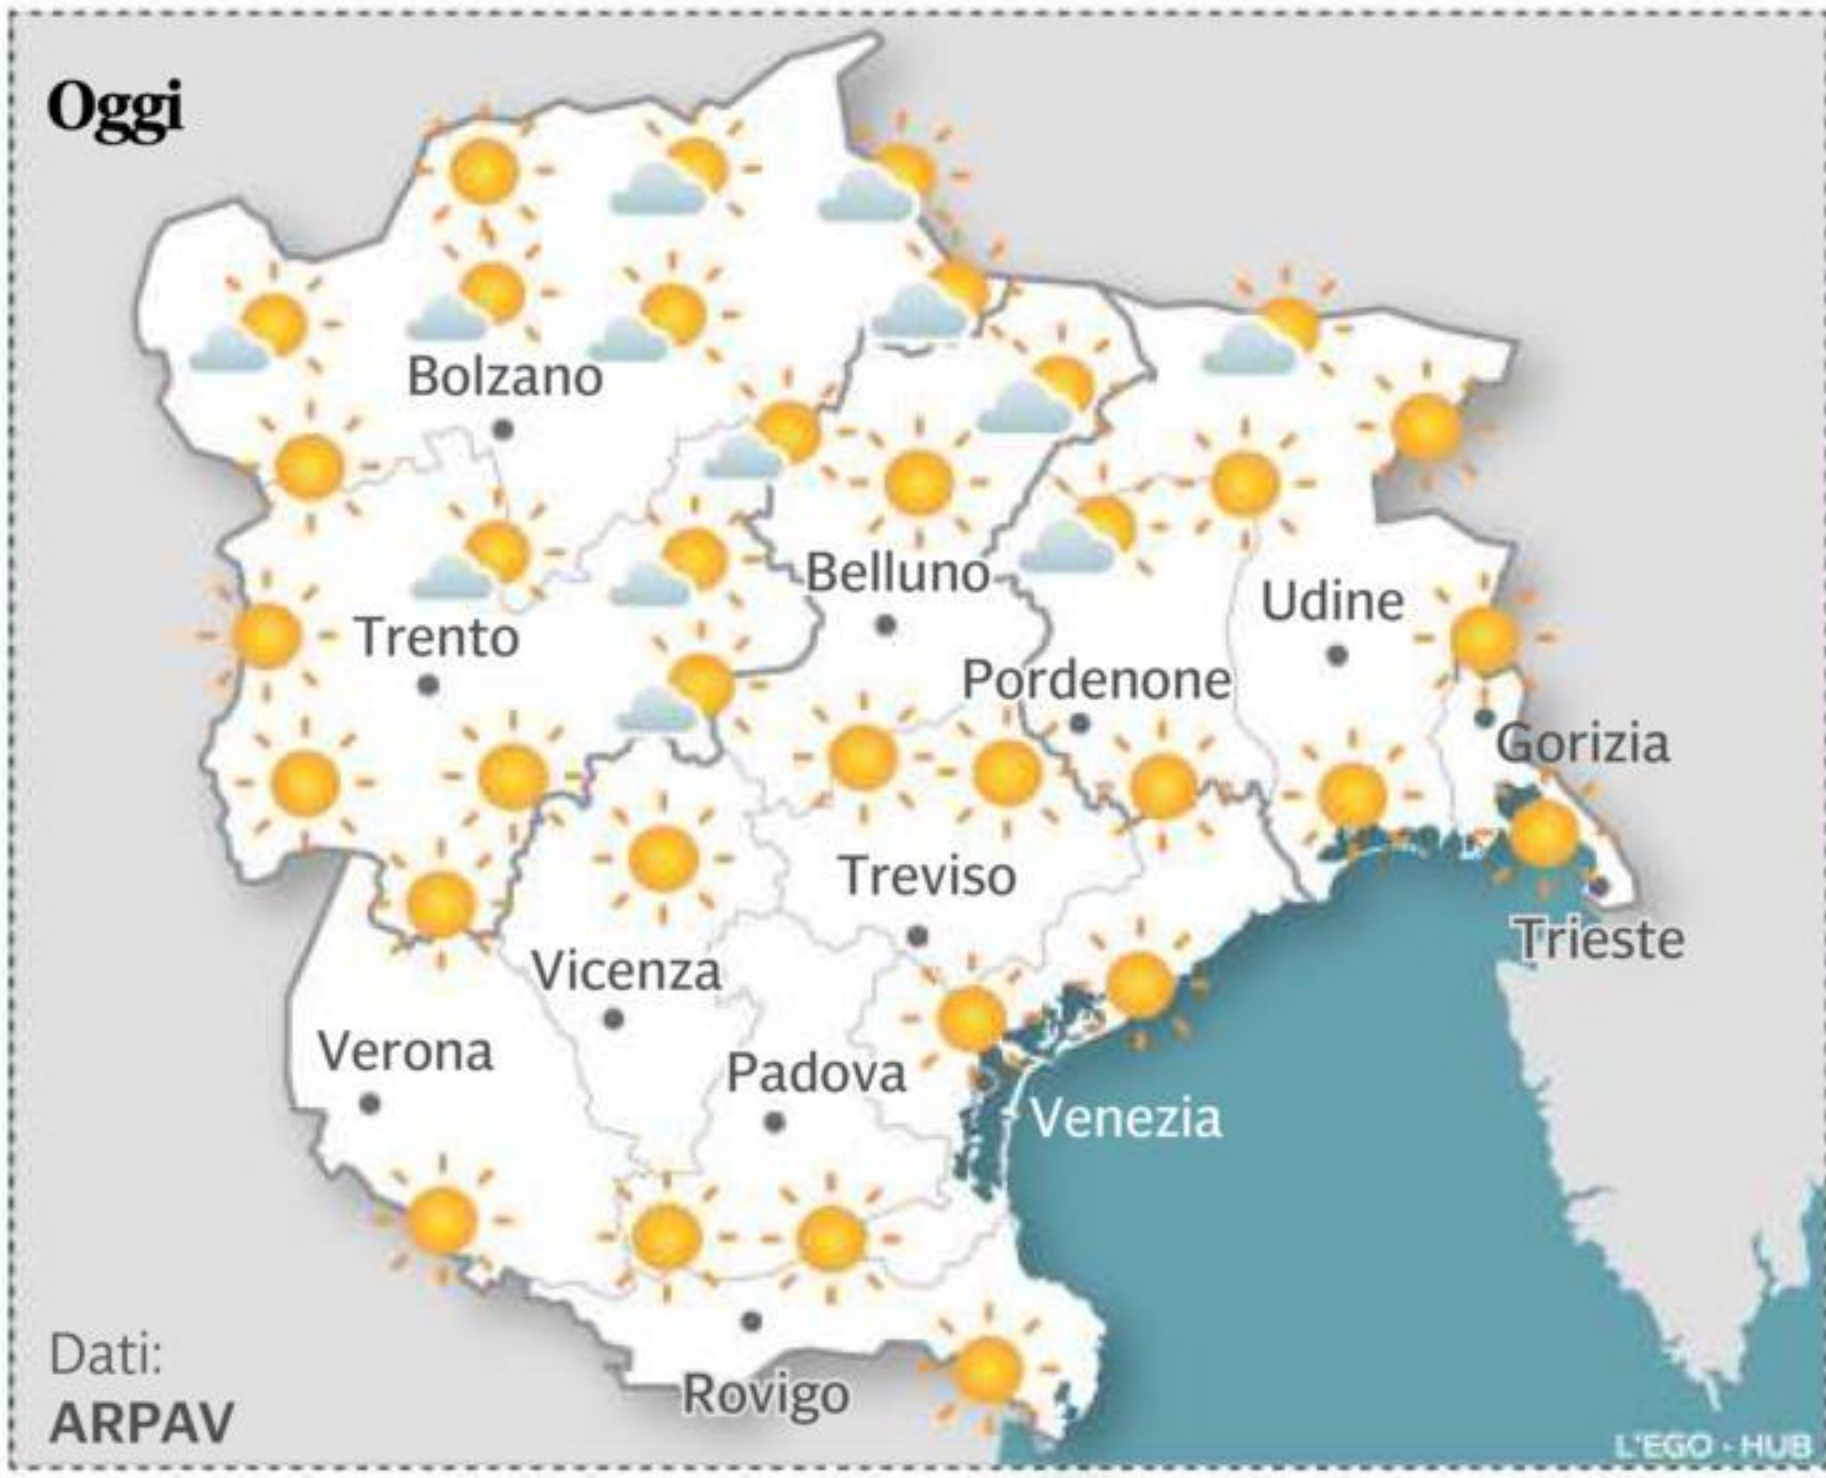 Oggi
Bolzano
Belluno
Udine
Trento
Pordenone
Gorizia
Treviso
Trieste
Vicenza
Verona
Padova
Venezia
Rovigo
Dati:
ARPAV
L'EGO - HUB